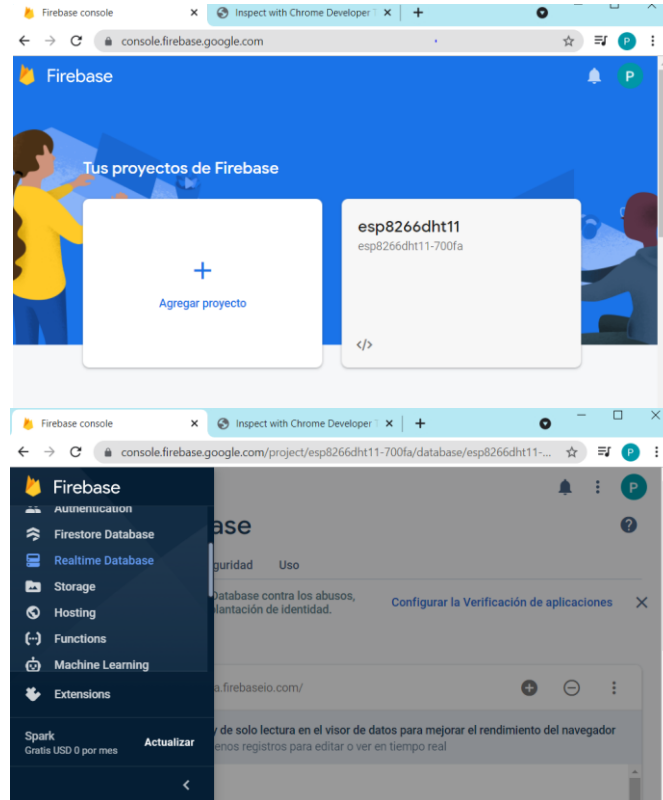 Firebase console
Inspect with Chrome Developer
console.firebase.google.com
P
Firebase
P
Tus proyectos de Firebase
esp8266dht11
esp8266dht11-700fa
+
Agregar proyecto
</>
Firebase console
Inspect with Chrome Developer
console.firebase.google.com/project/esp8266dht11-700fa/database/esp8266dht11-...
P
Firebase
P
Authentication
Firestore Database
ase
Realtime Database
guridad Uso
Storage
Database contra los abusos,
plantación de identidad.
Configurar la Verificación de aplicaciones
Hosting
Functions
Machine Learning
Extensions
a.firebaseio.com/
Spark
Gratis USD 0 por mes
Actualizar
y de solo lectura en el visor de datos para mejorar el rendimiento del navegador
enos registros para editar o ver en tiempo real